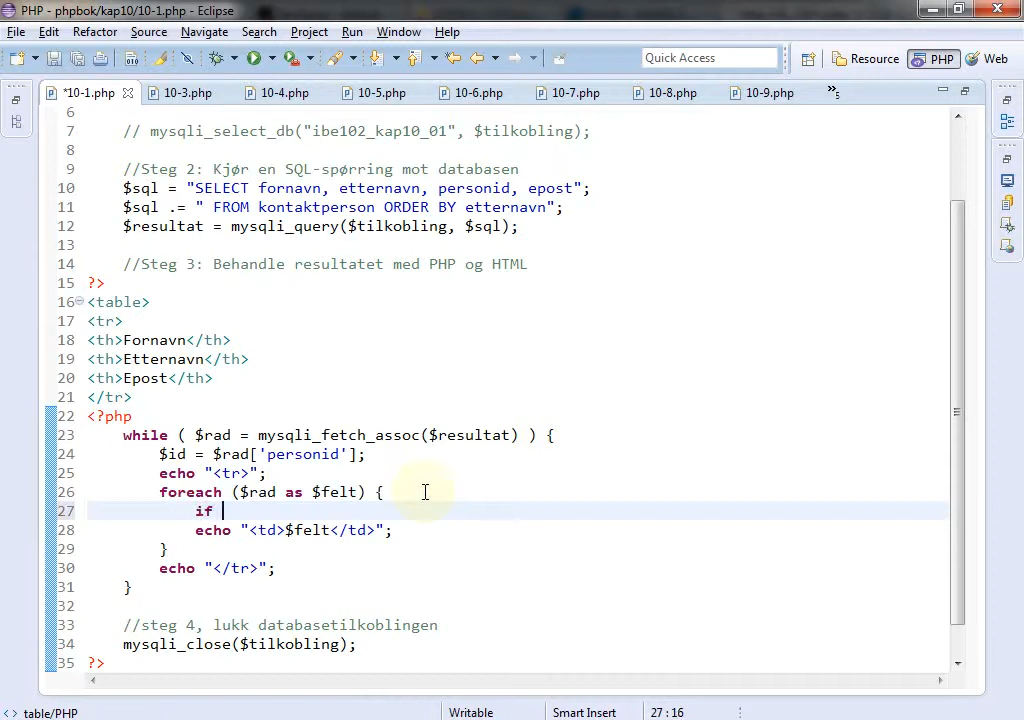 PHP - phpbok/kap10/10-1.php - Eclipse
File Edit Refactor Source Navigate Search Project Run Window Help
Quick Access Resource PHP Web
*10-1.php 10-3.php 10-4.php 10-5.php 10-6.php 10-7.php 10-8.php 10-9.php »5
6
7 // mysqli_select_db("ibe102_kap10_01", $tilkobling);
8
9 //Steg 2: Kjør en SQL-spørring mot databasen
10 $sql = "SELECT fornavn, etternavn, personid, epost";
11 $sql .= " FROM kontaktperson ORDER BY etternavn";
12 $resultat = mysqli_query($tilkobling, $sql);
13
14 //Steg 3: Behandle resultatet med PHP og HTML
15 ?>
16 <table>
17 <tr>
18 <th>Fornavn</th>
19 <th>Etternavn</th>
20 <th>Epost</th>
21 </tr>
22 <?php
23 while ( $rad = mysqli_fetch_assoc($resultat) ) {
24 $id = $rad['personid'];
25 echo "<tr>";
26 foreach ($rad as $felt) {
27 if
28 echo "<td>$felt</td>";
29 }
30 echo "</tr>";
31 }
32
33 //steg 4, lukk databasetilkoblingen
34 mysqli_close($tilkobling);
35 ?>
<> table/PHP Writable Smart Insert 27 : 16